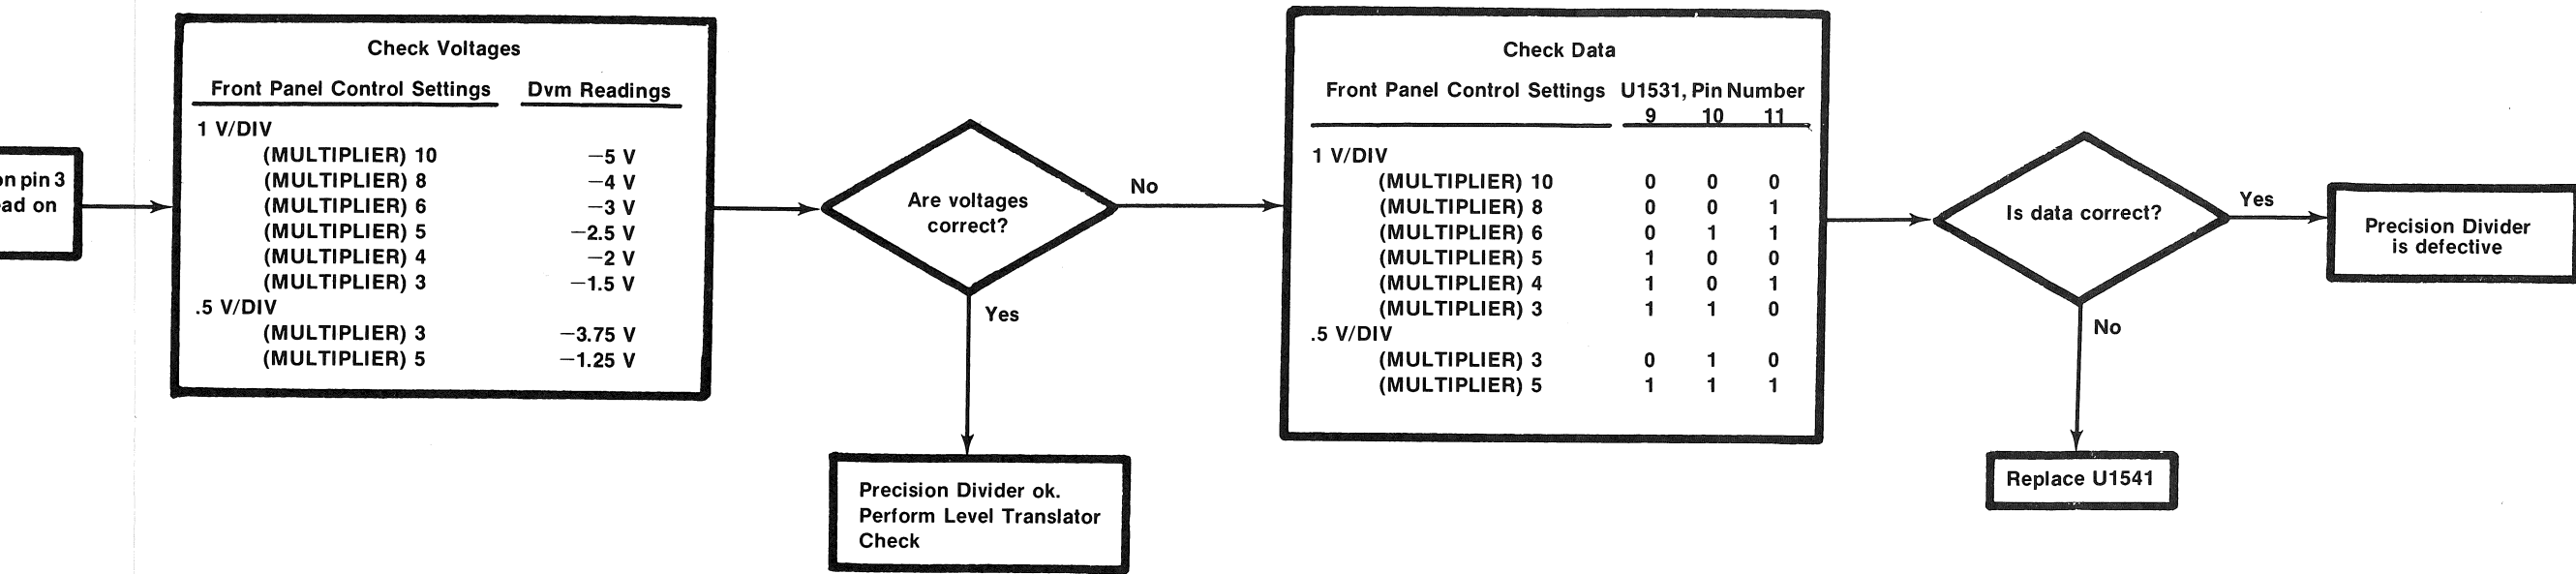 on pin 3
ead on
Check Voltages
Front Panel Control Settings Dvm Readings
1 V/DIV
(MULTIPLIER) 10 —5 V
(MULTIPLIER) 8 —4 V
(MULTIPLIER) 6 —3 V
(MULTIPLIER) 5 —2.5 V
(MULTIPLIER) 4 —2 V
(MULTIPLIER) 3 —1.5 V
.5 V/DIV
(MULTIPLIER) 3 —3.75 V
(MULTIPLIER) 5 —1.25 V
Are voltages
correct?
No
Yes
Precision Divider ok.
Perform Level Translator
Check
Check Data
Front Panel Control Settings U1531, Pin Number
9 10 11
1 V/DIV
(MULTIPLIER) 10 0 0 0
(MULTIPLIER) 8 0 0 1
(MULTIPLIER) 6 0 1 1
(MULTIPLIER) 5 1 0 0
(MULTIPLIER) 4 1 0 1
(MULTIPLIER) 3 1 1 0
.5 V/DIV
(MULTIPLIER) 3 0 1 0
(MULTIPLIER) 5 1 1 1
Is data correct?
Yes
Precision Divider
is defective
No
Replace U1541